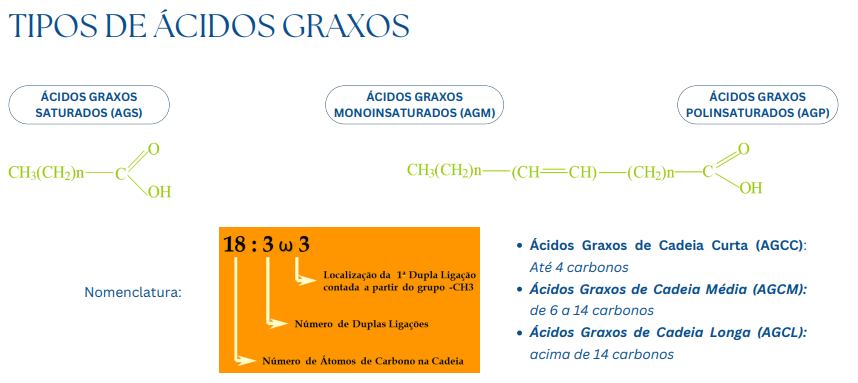 TIPOS DE ÁCIDOS GRAXOS
ÁCIDOS GRAXOS
SATURADOS (AGS)
ÁCIDOS GRAXOS
MONOINSATURADOS (AGM)
ÁCIDOS GRAXOS
POLINSATURADOS (AGP)
CH₃(CH₂)n—C
O
OH
CH₃(CH₂)n—(CH═CH)—(CH₂)n—C
O
OH
Nomenclatura:
18 : 3 ω 3
Localização da 1ª Dupla Ligação
contada a partir do grupo -CH3
Número de Duplas Ligações
Número de Átomos de Carbono na Cadeia
• Ácidos Graxos de Cadeia Curta (AGCC):
Até 4 carbonos
• Ácidos Graxos de Cadeia Média (AGCM):
de 6 a 14 carbonos
• Ácidos Graxos de Cadeia Longa (AGCL):
acima de 14 carbonos